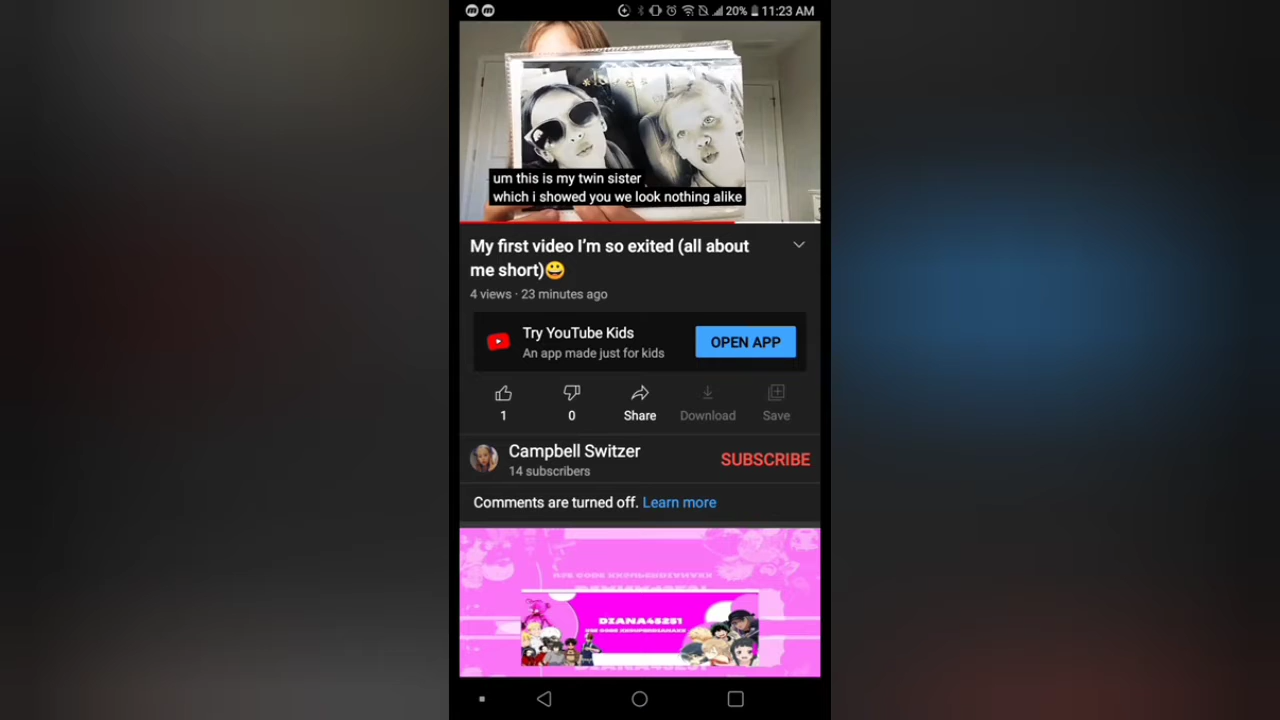 20% 11:23 AM
um this is my twin sister
which i showed you we look nothing alike
My first video I’m so exited (all about
me short)😀
4 views · 23 minutes ago
Try YouTube Kids
An app made just for kids
OPEN APP
1
0
Share
Download
Save
Campbell Switzer
14 subscribers
SUBSCRIBE
Comments are turned off. Learn more
DIANA45251